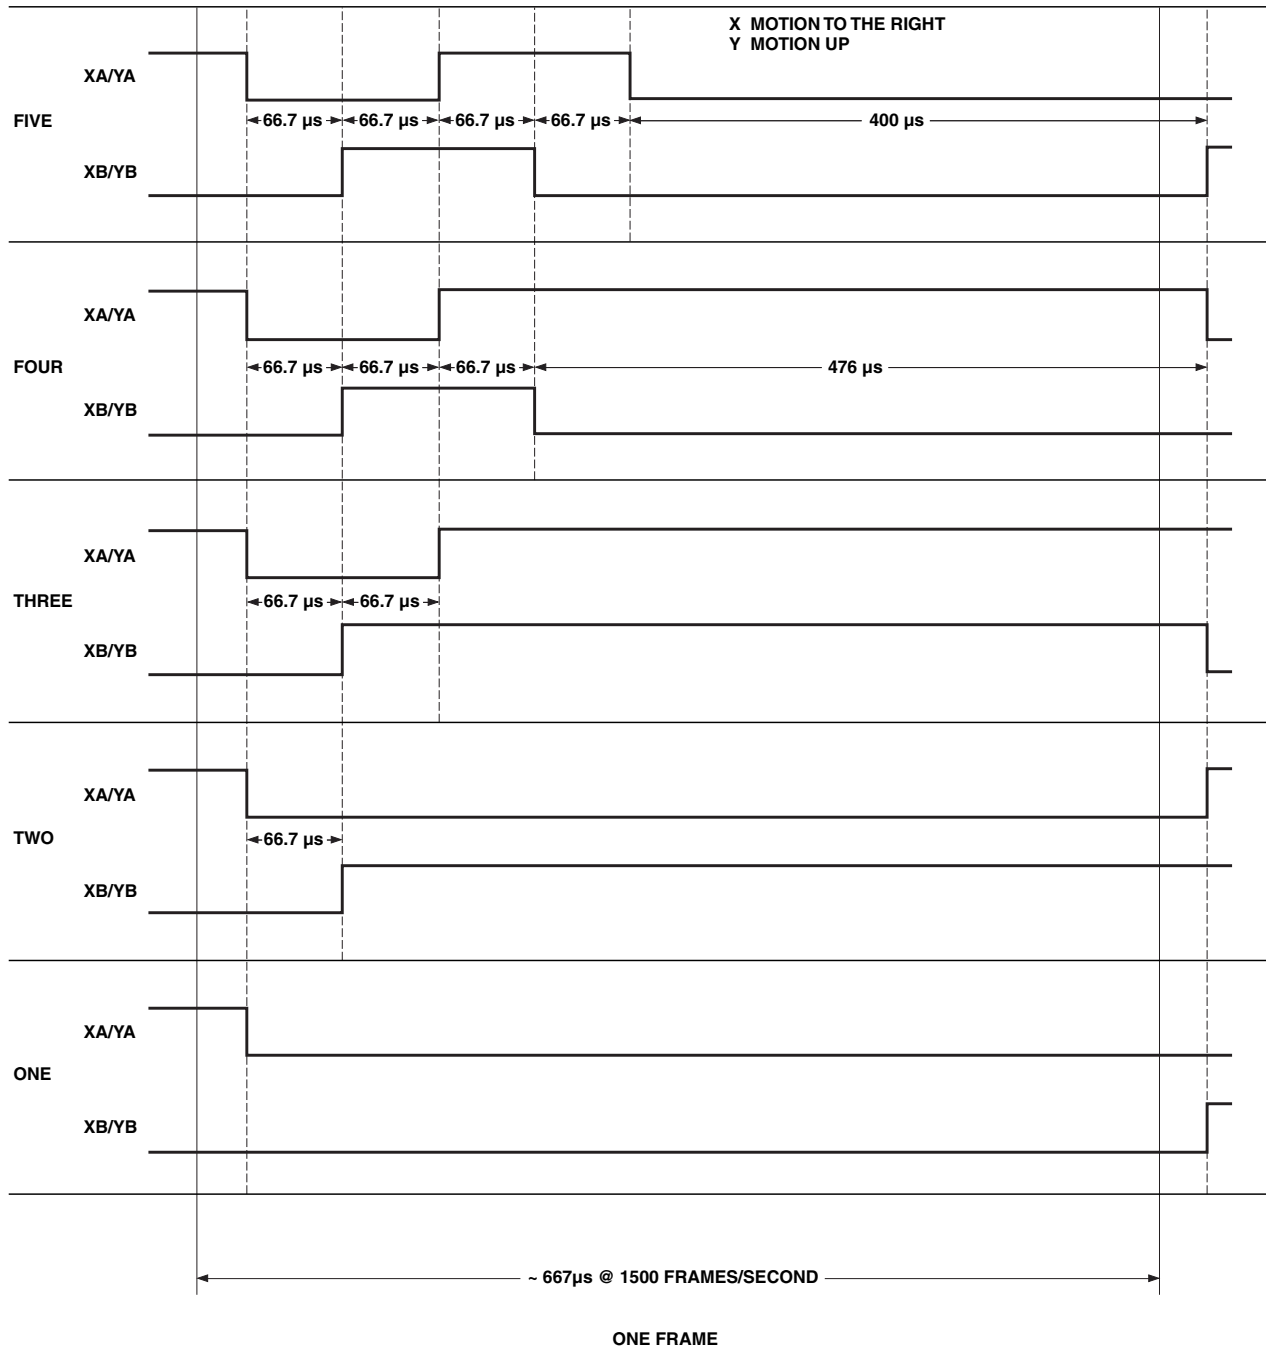 X MOTION TO THE RIGHT
Y MOTION UP
XA/YA
FIVE
66.7 µs 66.7 µs 66.7 µs 66.7 µs 400 µs
XB/YB
XA/YA
FOUR
66.7 µs 66.7 µs 66.7 µs 476 µs
XB/YB
XA/YA
THREE
66.7 µs 66.7 µs
XB/YB
XA/YA
TWO
66.7 µs
XB/YB
XA/YA
ONE
XB/YB
~ 667µs @ 1500 FRAMES/SECOND
ONE FRAME